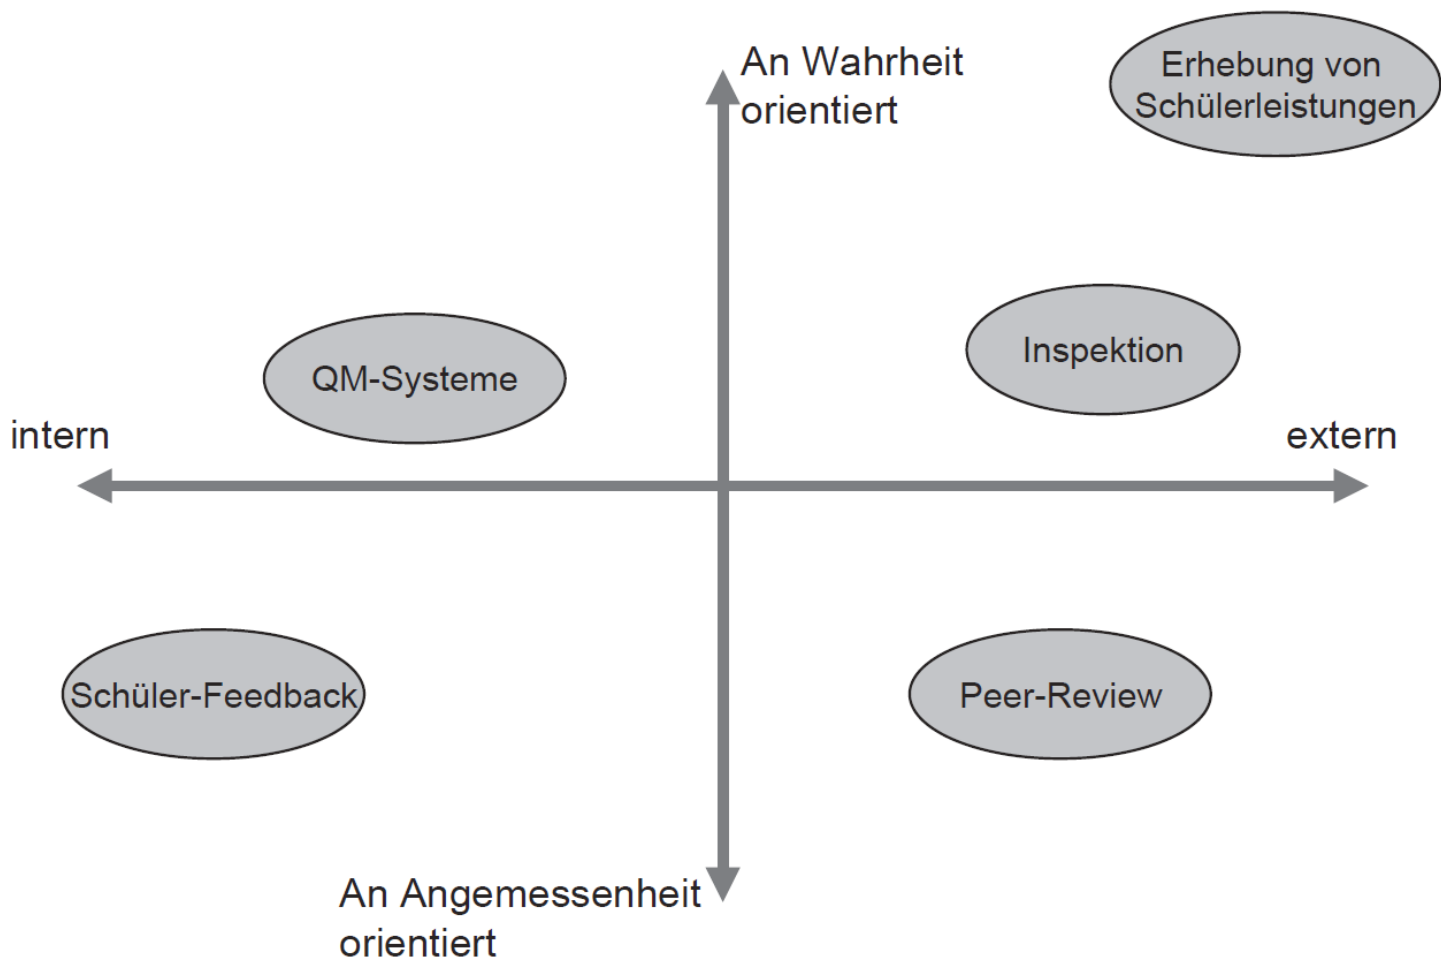 An Wahrheit
orientiert
Erhebung von
Schülerleistungen
QM-Systeme
Inspektion
intern
extern
Schüler-Feedback
Peer-Review
An Angemessenheit
orientiert